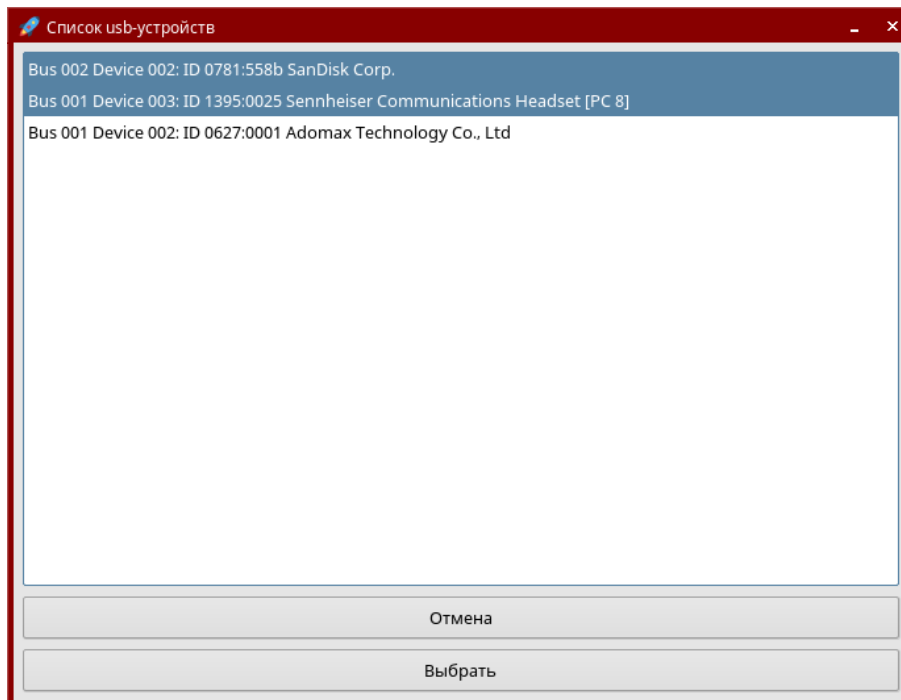 Список usb-устройств
Bus 002 Device 002: ID 0781:558b SanDisk Corp.
Bus 001 Device 003: ID 1395:0025 Sennheiser Communications Headset [PC 8]
Bus 001 Device 002: ID 0627:0001 Adomax Technology Co., Ltd
Отмена
Выбрать